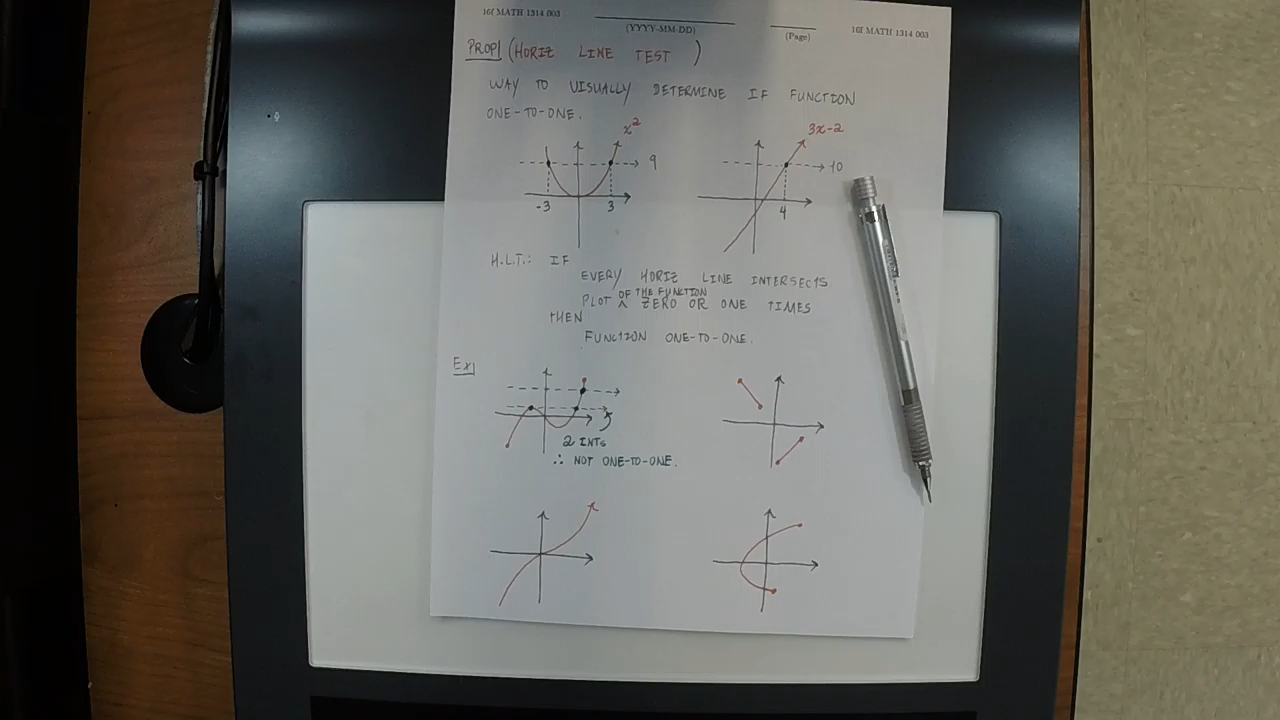 16f MATH 1314 003
(YYYY-MM-DD)
(Page)
16f MATH 1314 003
PROP (HORIZ LINE TEST)
WAY TO VISUALLY DETERMINE IF FUNCTION
ONE-TO-ONE.
x²
9
-3 3
3x-2
10
4
H.L.T.: IF
EVERY HORIZ LINE INTERSECTS
OF THE FUNCTION
PLOT ^ ZERO OR ONE TIMES
THEN
FUNCTION ONE-TO-ONE.
Ex
2 INTS
∴ NOT ONE-TO-ONE.